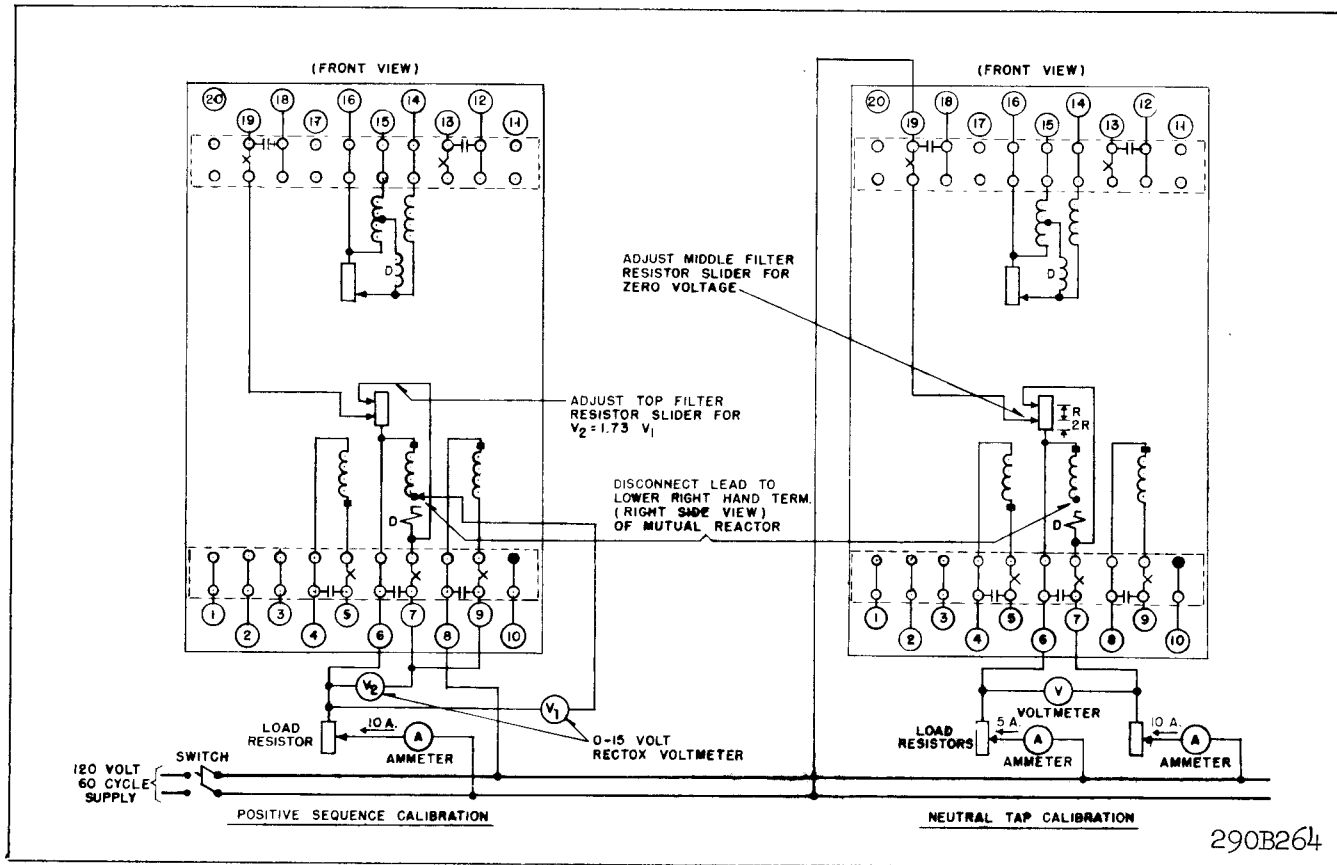 (FRONT VIEW)
20 18 16 14 12
19 17 15 13 11
D
ADJUST TOP FILTER
RESISTOR SLIDER FOR
V2=1.73 V1
D
1 3 5 7 9
2 4 6 8 10
V2
V1
LOAD
RESISTOR
10 A.
A
AMMETER
0-15 VOLT
RECTOX VOLTMETER
SWITCH
120 VOLT
60 CYCLE
SUPPLY
POSITIVE SEQUENCE CALIBRATION
DISCONNECT LEAD TO
LOWER RIGHT HAND TERM.
(RIGHT SIDE VIEW)
OF MUTUAL REACTOR
(FRONT VIEW)
20 18 16 14 12
19 17 15 13 11
D
ADJUST MIDDLE FILTER
RESISTOR SLIDER FOR
ZERO VOLTAGE
R
2R
D
1 3 5 7 9
2 4 6 8 10
V
VOLTMETER
LOAD
RESISTORS
5 A.
A
AMMETER
10 A.
A
AMMETER
NEUTRAL TAP CALIBRATION
290B264